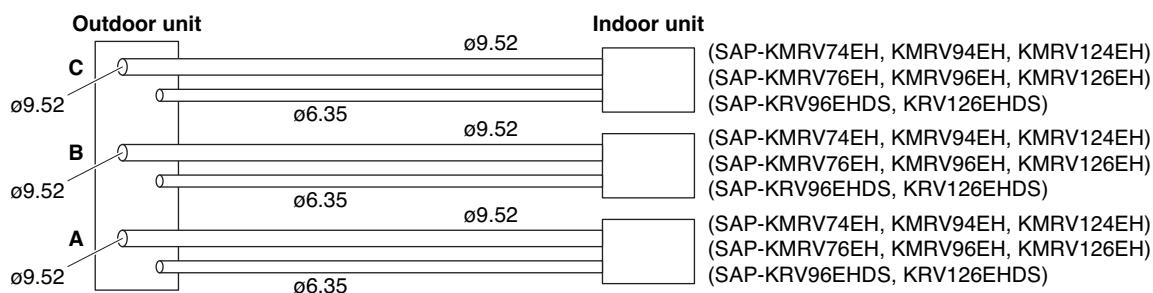 Outdoor unit
Indoor unit
C
ø9.52
ø9.52
ø6.35
(SAP-KMRV74EH, KMRV94EH, KMRV124EH)
(SAP-KMRV76EH, KMRV96EH, KMRV126EH)
(SAP-KRV96EHDS, KRV126EHDS)
B
ø9.52
ø9.52
ø6.35
(SAP-KMRV74EH, KMRV94EH, KMRV124EH)
(SAP-KMRV76EH, KMRV96EH, KMRV126EH)
(SAP-KRV96EHDS, KRV126EHDS)
A
ø9.52
ø9.52
ø6.35
(SAP-KMRV74EH, KMRV94EH, KMRV124EH)
(SAP-KMRV76EH, KMRV96EH, KMRV126EH)
(SAP-KRV96EHDS, KRV126EHDS)